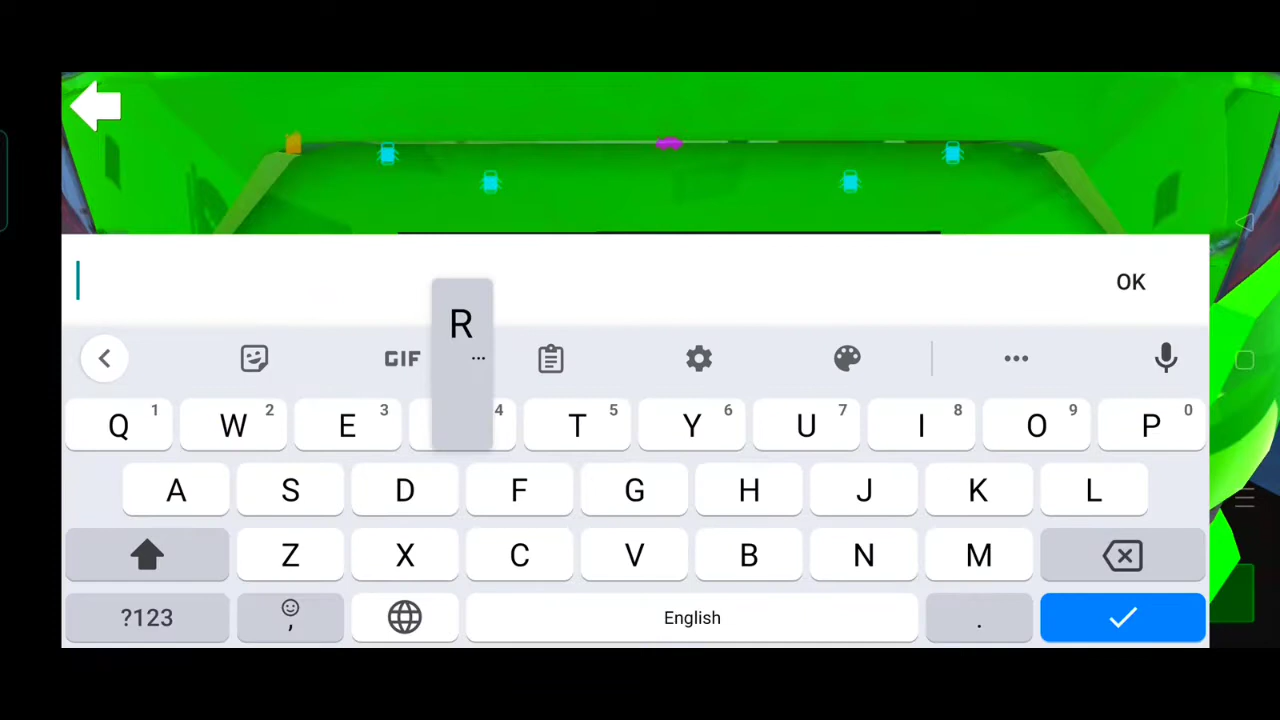 OK
R
...
GIF
Q 1 W 2 E 3 4 T 5 Y 6 U 7 I 8 O 9 P 0
A S D F G H J K L
Z X C V B N M
?123 , English .